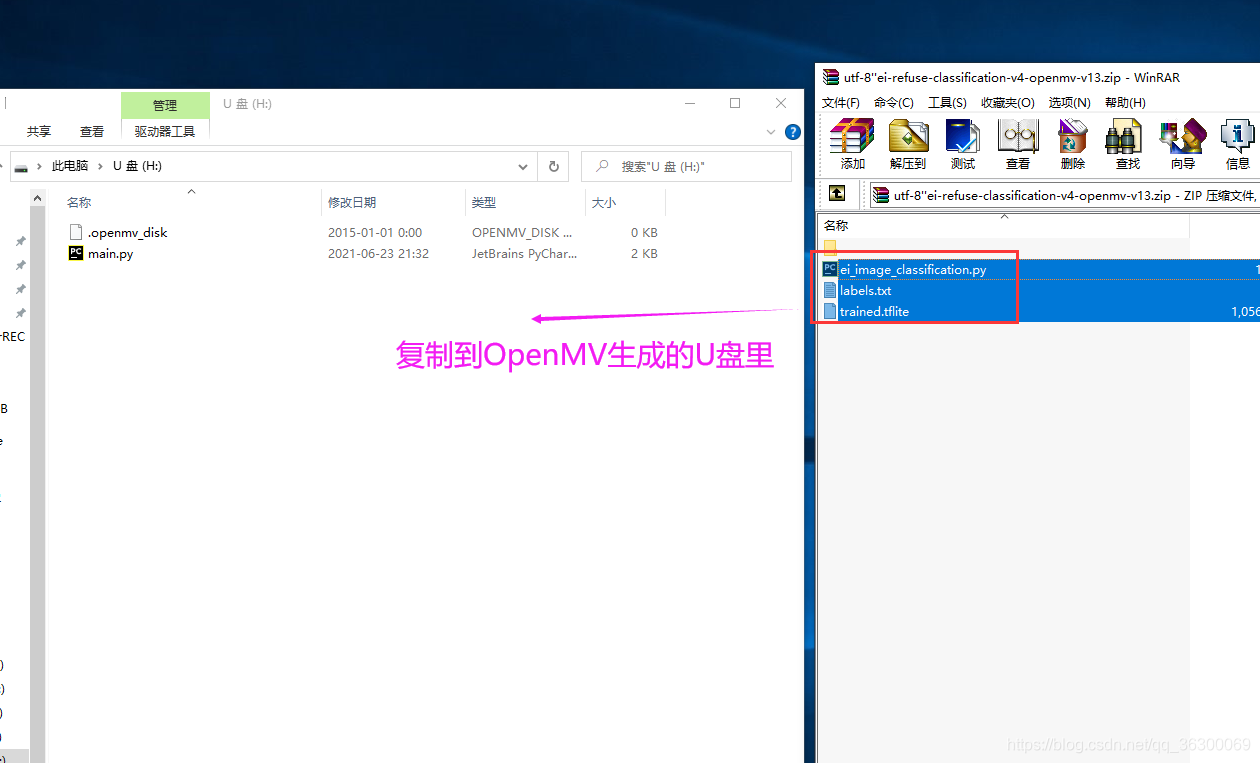 管理
U 盘 (H:)
共享
查看
驱动器工具
此电脑 › U 盘 (H:)
搜索"U 盘 (H:)"
名称
修改日期
类型
大小
.openmv_disk
2015-01-01 0:00
OPENMV_DISK ...
0 KB
main.py
2021-06-23 21:32
JetBrains PyChar...
2 KB
REC
B
复制到OpenMV生成的U盘里
utf-8''ei-refuse-classification-v4-openmv-v13.zip - WinRAR
文件(F)
命令(C)
工具(S)
收藏夹(O)
选项(N)
帮助(H)
添加
解压到
测试
查看
删除
查找
向导
信息
utf-8''ei-refuse-classification-v4-openmv-v13.zip - ZIP 压缩文件,
名称
ei_image_classification.py
labels.txt
trained.tflite
1,056
https://blog.csdn.net/qq_36300069